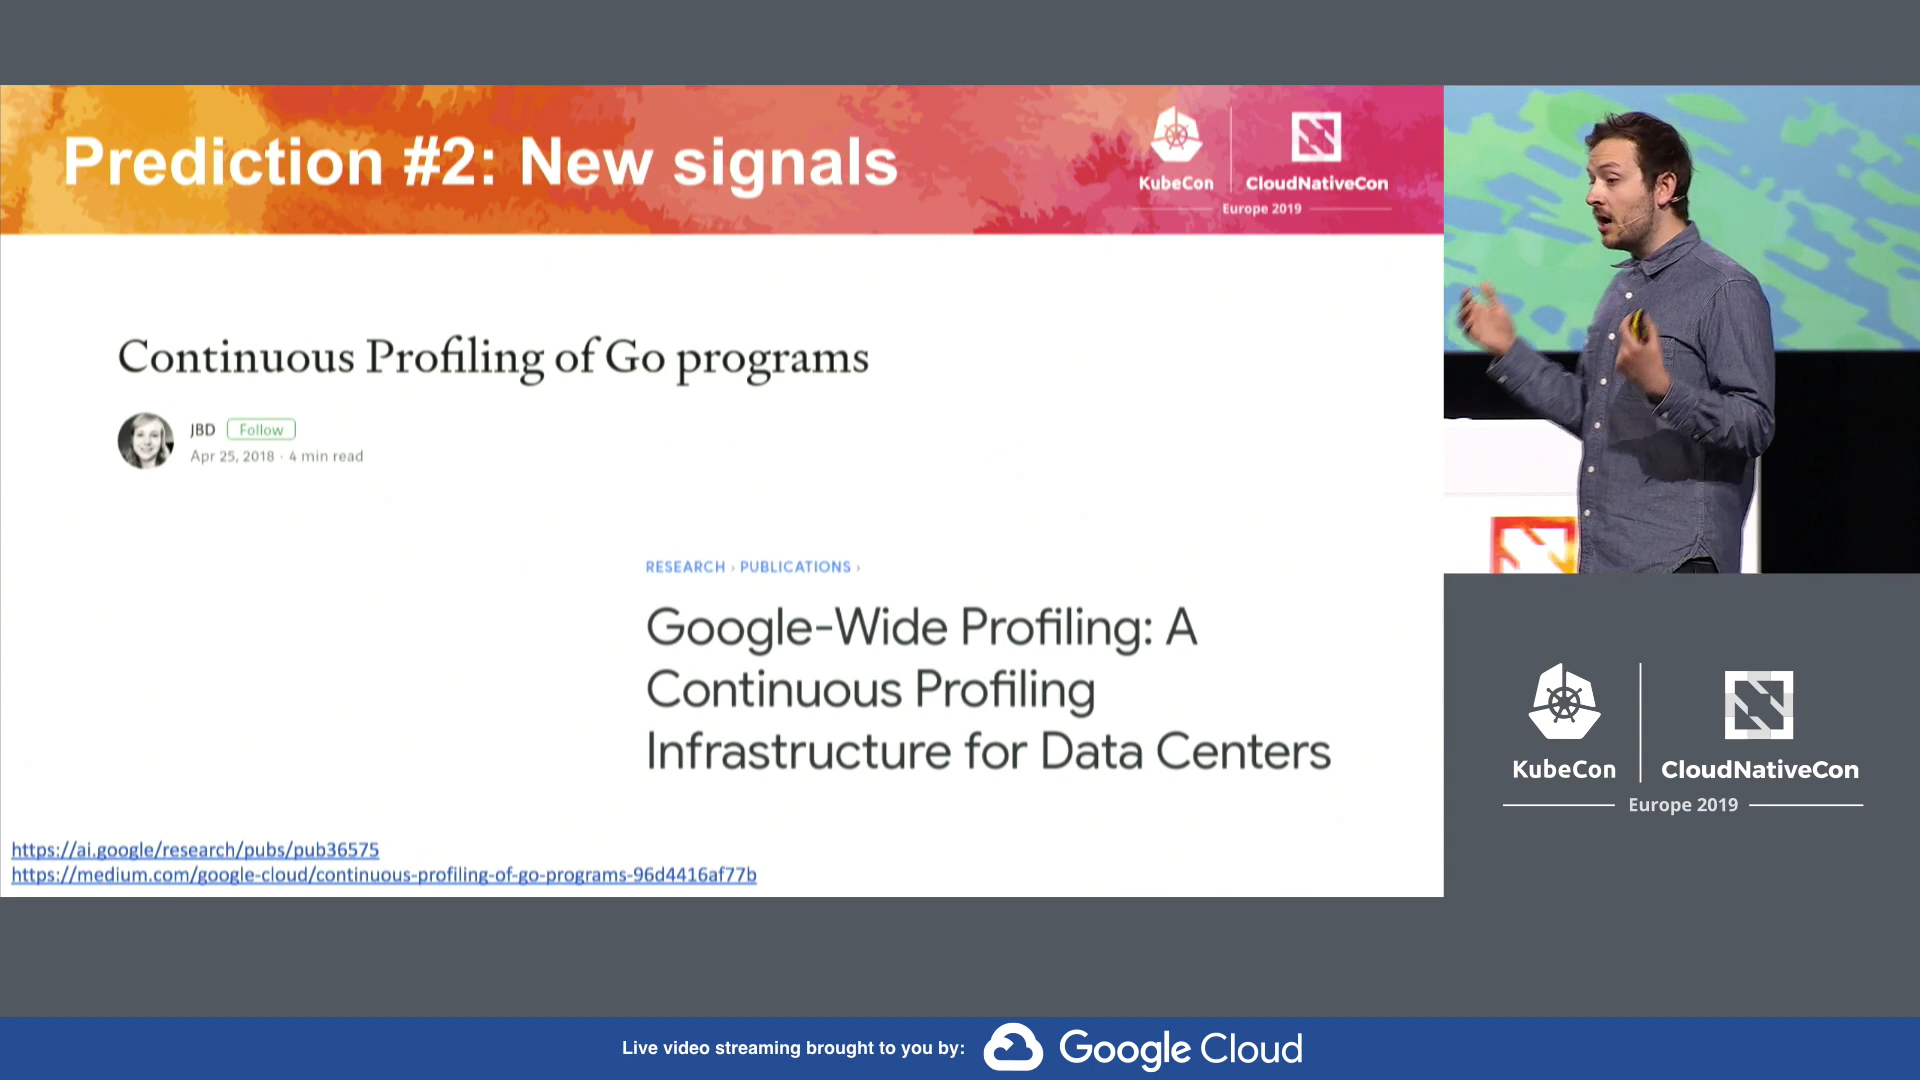 Prediction #2: New signals
KubeCon
CloudNativeCon
Europe 2019
Continuous Profiling of Go programs
JBD
Follow
Apr 25, 2018 · 4 min read
RESEARCH › PUBLICATIONS ›
Google-Wide Profiling: A
Continuous Profiling
Infrastructure for Data Centers
https://ai.google/research/pubs/pub36575
https://medium.com/google-cloud/continuous-profiling-of-go-programs-96d4416af77b
KubeCon
CloudNativeCon
Europe 2019
Live video streaming brought to you by:
Google Cloud